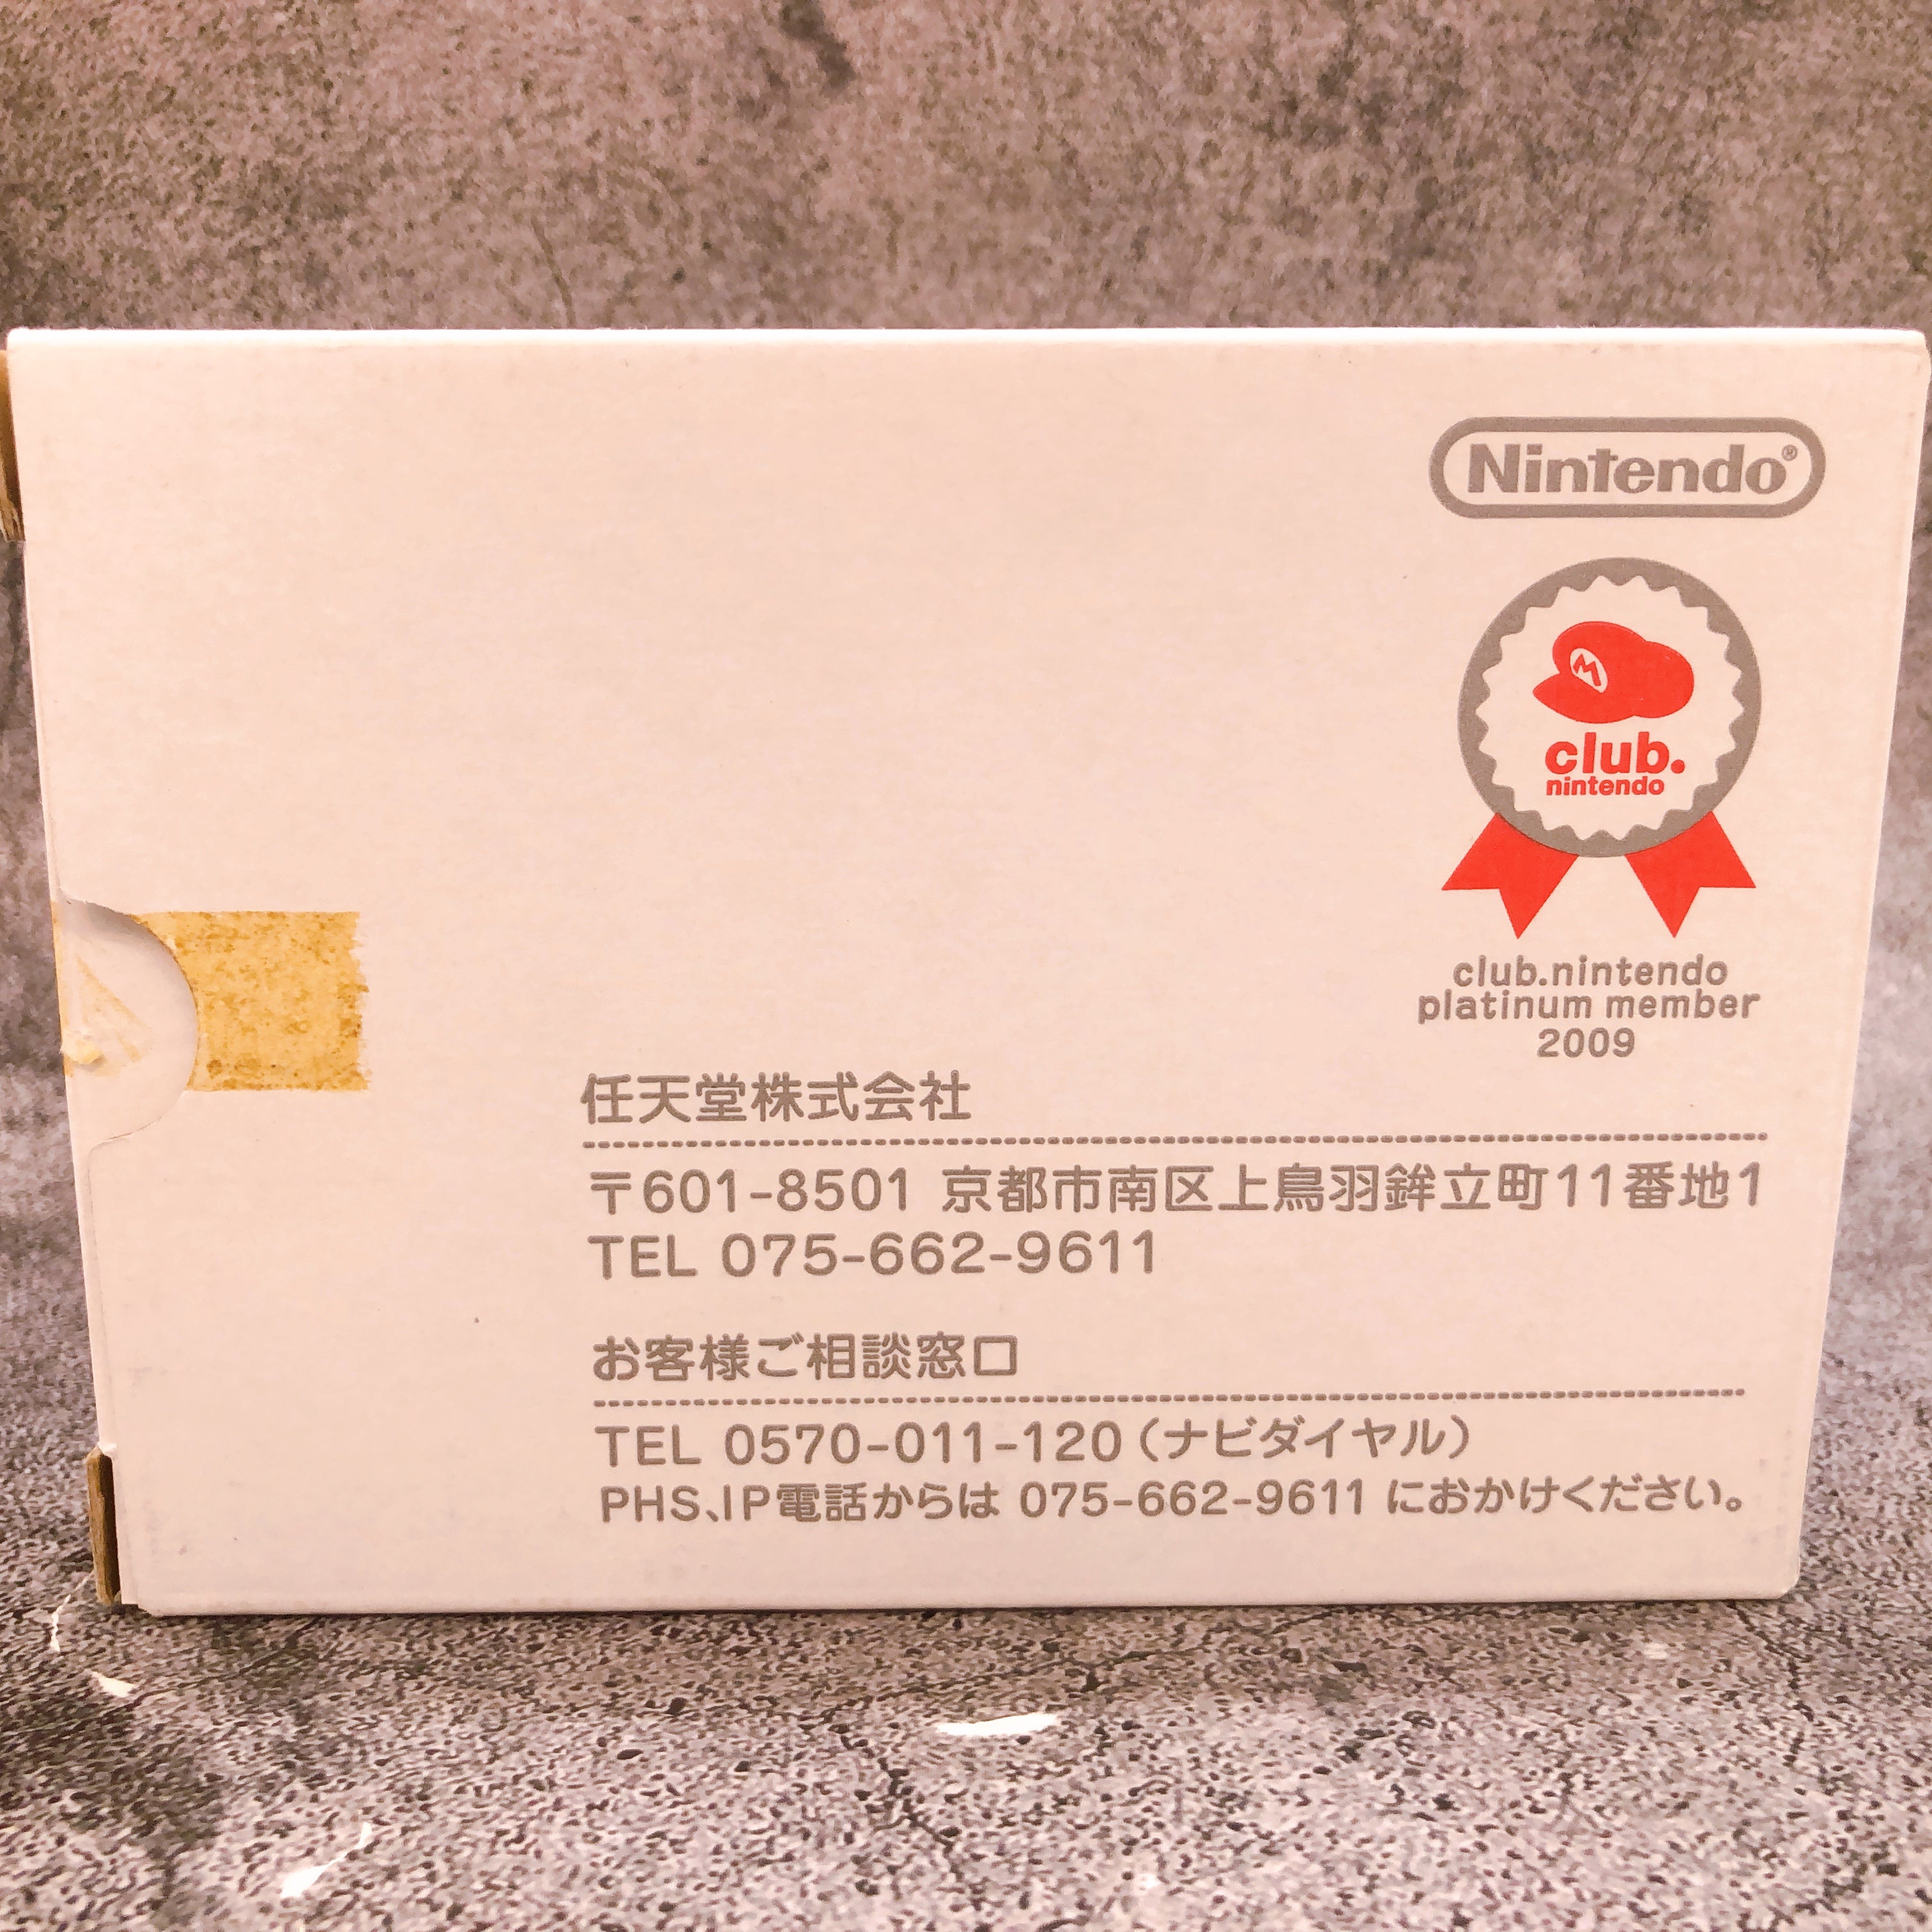 Nintendo®
M
club.
nintendo
club.nintendo
platinum member
2009
任天堂株式会社
〒601-8501 京都市南区上鳥羽鉾立町11番地1
TEL 075-662-9611
お客様ご相談窓口
TEL 0570-011-120（ナビダイヤル）
PHS、IP電話からは 075-662-9611 におかけください。